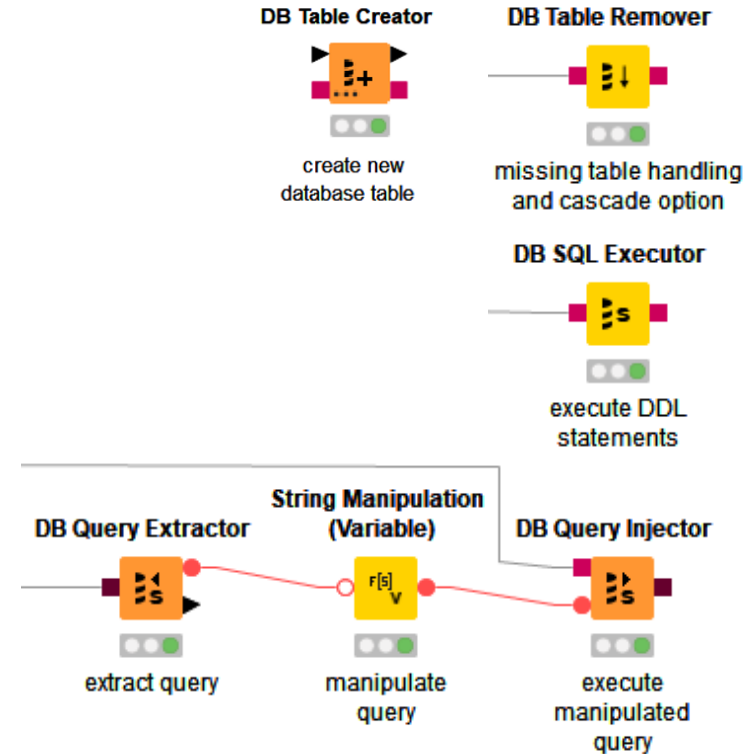 DB Table Creator
DB Table Remover
create new
database table
missing table handling
and cascade option
DB SQL Executor
S
execute DDL
statements
String Manipulation
(Variable)
DB Query Extractor
DB Query Injector
S
F[s]
V
S
extract query
manipulate
query
execute
manipulated
query